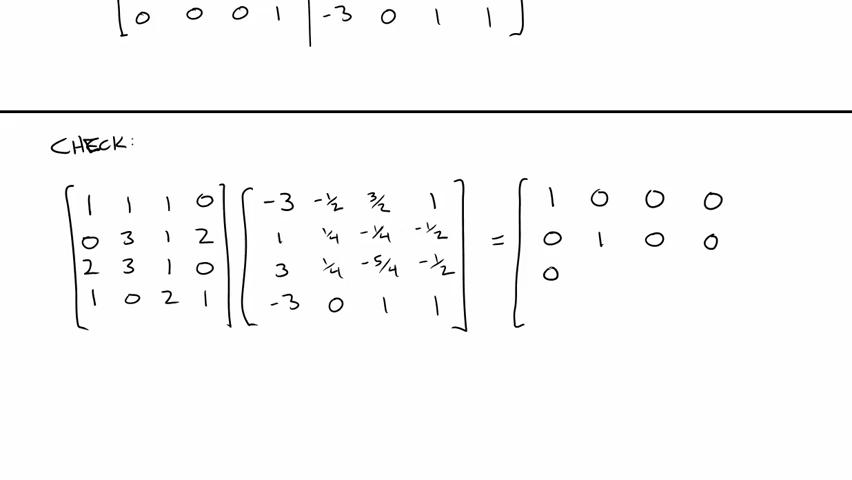 0 0 0 1 | -3 0 1 1
CHECK:
[1 1 1 0] [-3 -1/2 3/2 1] = [1 0 0 0
[0 3 1 2] [1 1/4 -1/4 -1/2] [0 1 0 0
[2 3 1 0] [3 1/4 -5/4 -1/2] [0
[1 0 2 1] [-3 0 1 1]